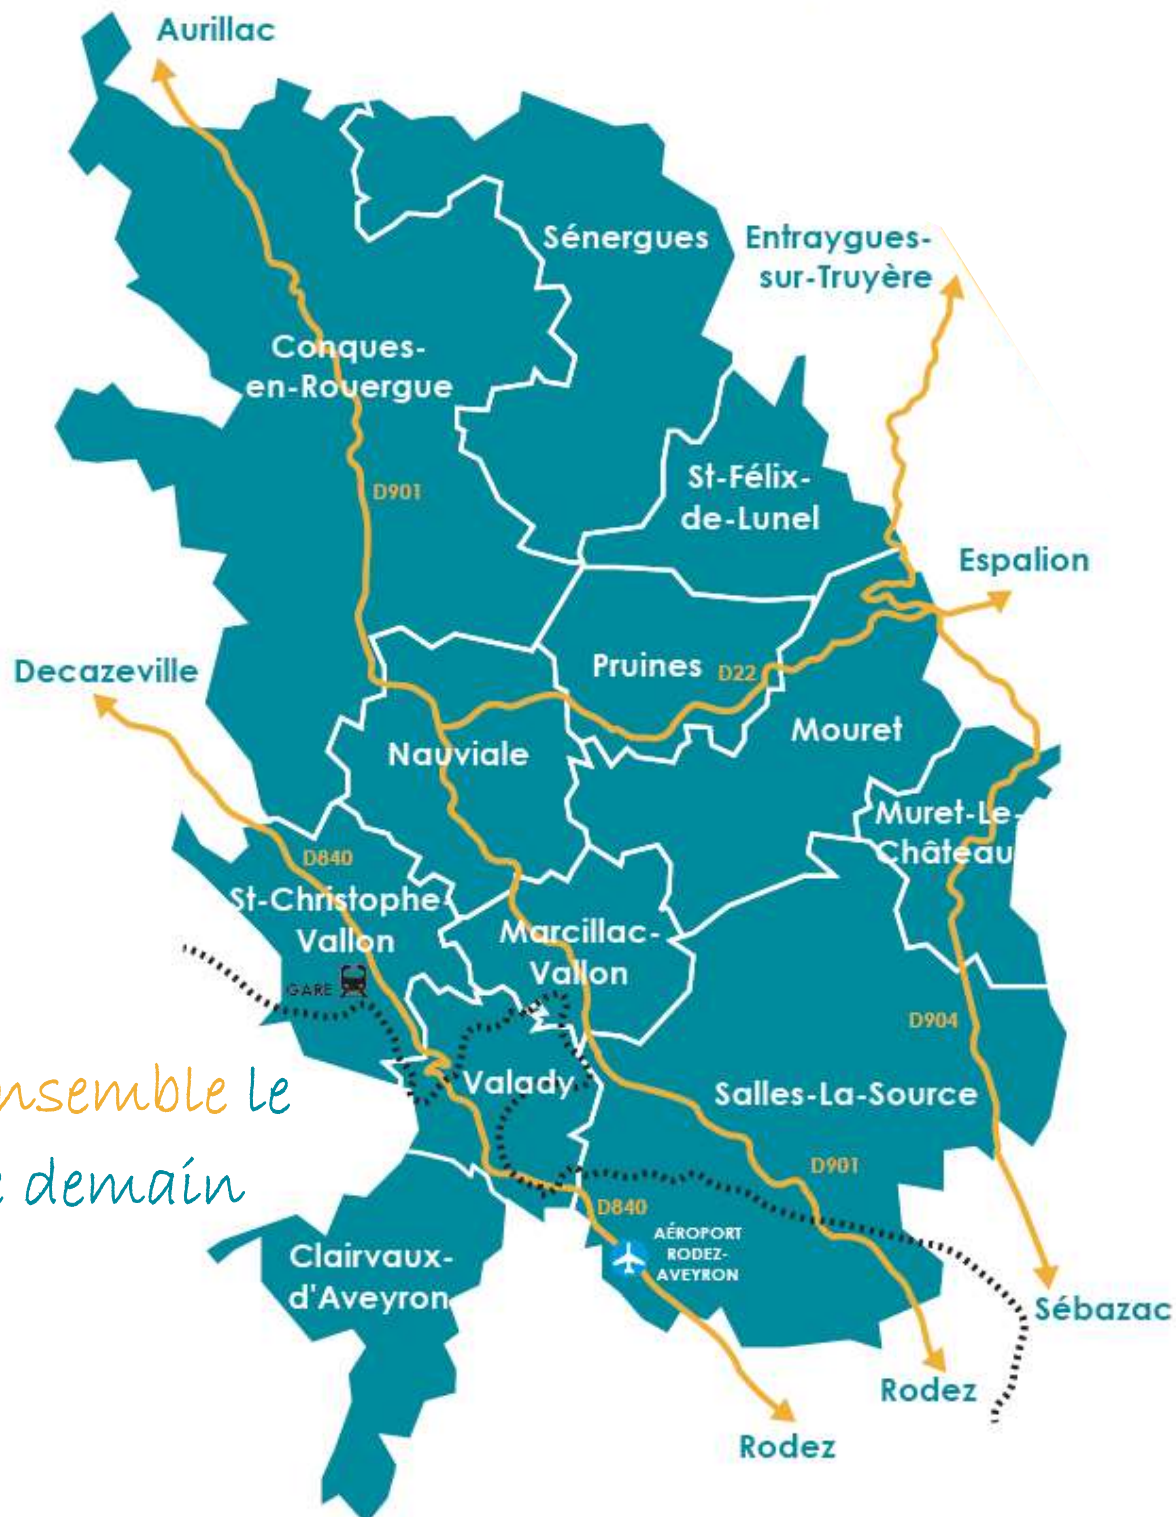 Aurillac
Sénergues
Entraygues-
sur-Truyère
Conques-
en-Rouergue
D901
St-Félix-
de-Lunel
Espalion
Decazeville
Pruines
D22
Mouret
Nauviale
Muret-Le-
Château
D840
St-Christophe-
Vallon
Marcillac-
Vallon
GARE
D904
Valady
Salles-La-Source
nsemble le
demain
D901
D840
AÉROPORT
RODEZ-
AVEYRON
Clairvaux-
d'Aveyron
Sébazac
Rodez
Rodez